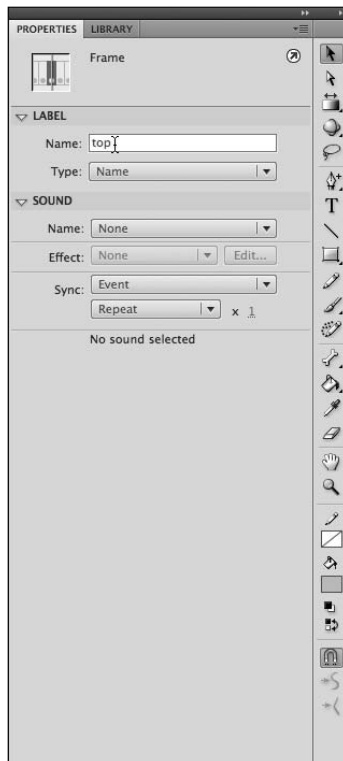 PROPERTIES LIBRARY
Frame
LABEL
Name: top
Type: Name
SOUND
Name: None
Effect: None Edit...
Sync: Event
Repeat x 1
No sound selected
T